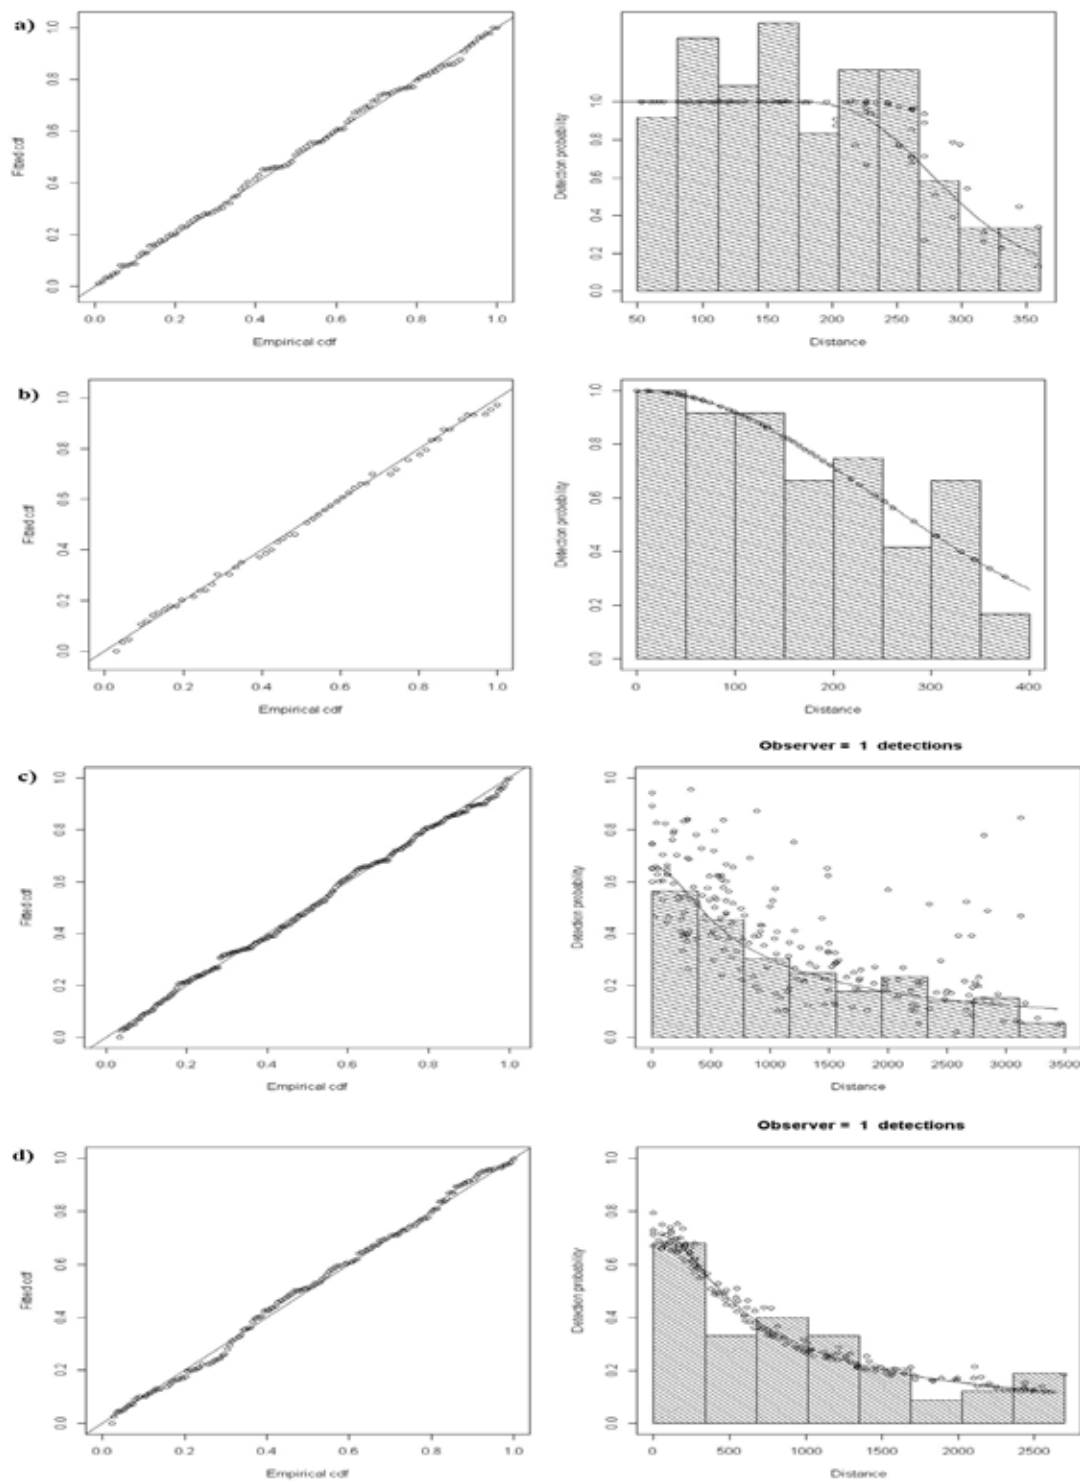 a)
Fitted cdf
0.0 0.2 0.4 0.6 0.8 1.0
0.0 0.2 0.4 0.6 0.8 1.0
Empirical cdf
Detection probability
0.0 0.2 0.4 0.6 0.8 1.0
50 100 150 200 250 300 350
Distance
b)
Fitted cdf
0.0 0.2 0.4 0.6 0.8 1.0
0.0 0.2 0.4 0.6 0.8 1.0
Empirical cdf
Detection probability
0.0 0.2 0.4 0.6 0.8 1.0
0 100 200 300 400
Distance
c)
Fitted cdf
0.0 0.2 0.4 0.6 0.8 1.0
0.0 0.2 0.4 0.6 0.8 1.0
Empirical cdf
Observer = 1 detections
Detection probability
0.0 0.2 0.4 0.6 0.8 1.0
0 500 1000 1500 2000 2500 3000 3500
Distance
d)
Fitted cdf
0.0 0.2 0.4 0.6 0.8 1.0
0.0 0.2 0.4 0.6 0.8 1.0
Empirical cdf
Observer = 1 detections
Detection probability
0.0 0.2 0.4 0.6 0.8 1.0
0 500 1000 1500 2000 2500
Distance